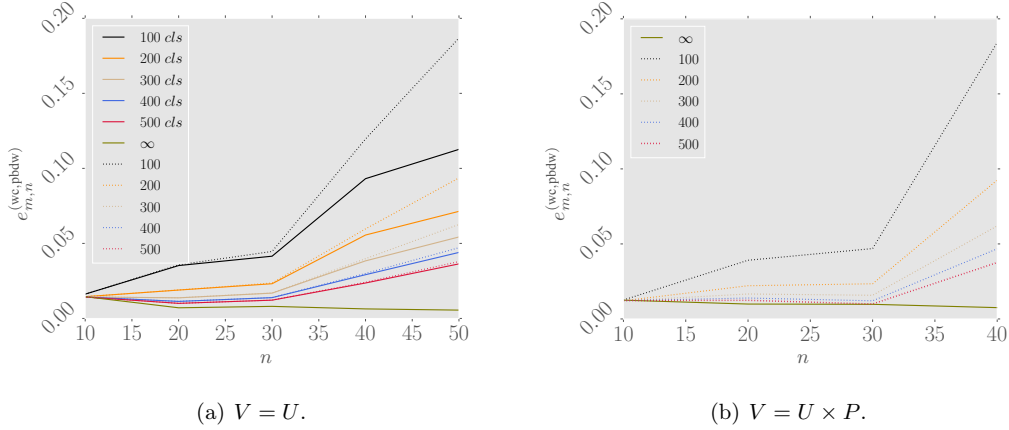 0.20
0.15
0.10
0.05
0.00
e_{m,n}^{(wc,pbdw)}
100 cls
200 cls
300 cls
400 cls
500 cls
∞
100
200
300
400
500
10 15 20 25 30 35 40 45 50
n
(a) V = U.
0.20
0.15
0.10
0.05
0.00
e_{m,n}^{(wc,pbdw)}
∞
100
200
300
400
500
10 15 20 25 30 35 40
n
(b) V = U × P.